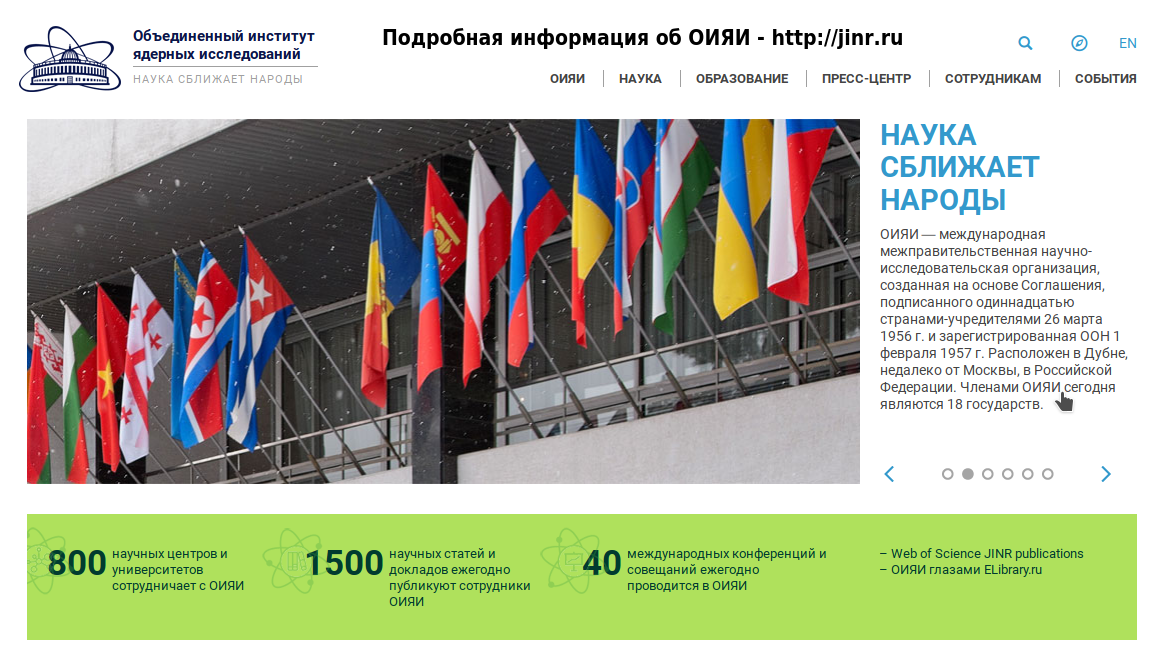 Объединенный институт
ядерных исследований
НАУКА СБЛИЖАЕТ НАРОДЫ
Подробная информация об ОИЯИ - http://jinr.ru
EN
ОИЯИ
НАУКА
ОБРАЗОВАНИЕ
ПРЕСС-ЦЕНТР
СОТРУДНИКАМ
СОБЫТИЯ
НАУКА
СБЛИЖАЕТ
НАРОДЫ
ОИЯИ — международная
межправительственная научно-
исследовательская организация,
созданная на основе Соглашения,
подписанного одиннадцатью
странами-учредителями 26 марта
1956 г. и зарегистрированная ООН 1
февраля 1957 г. Расположен в Дубне,
недалеко от Москвы, в Российской
Федерации. Членами ОИЯИ сегодня
являются 18 государств.
800
научных центров и
университетов
сотрудничает с ОИЯИ
1500
научных статей и
докладов ежегодно
публикуют сотрудники
ОИЯИ
40
международных конференций и
совещаний ежегодно
проводится в ОИЯИ
– Web of Science JINR publications
– ОИЯИ глазами ELibrary.ru